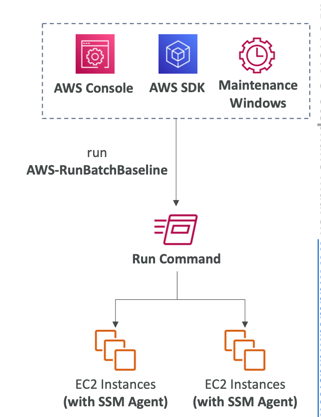 AWS Console
AWS SDK
Maintenance
Windows
run
AWS-RunBatchBaseline
Run Command
EC2 Instances
(with SSM Agent)
EC2 Instances
(with SSM Agent)